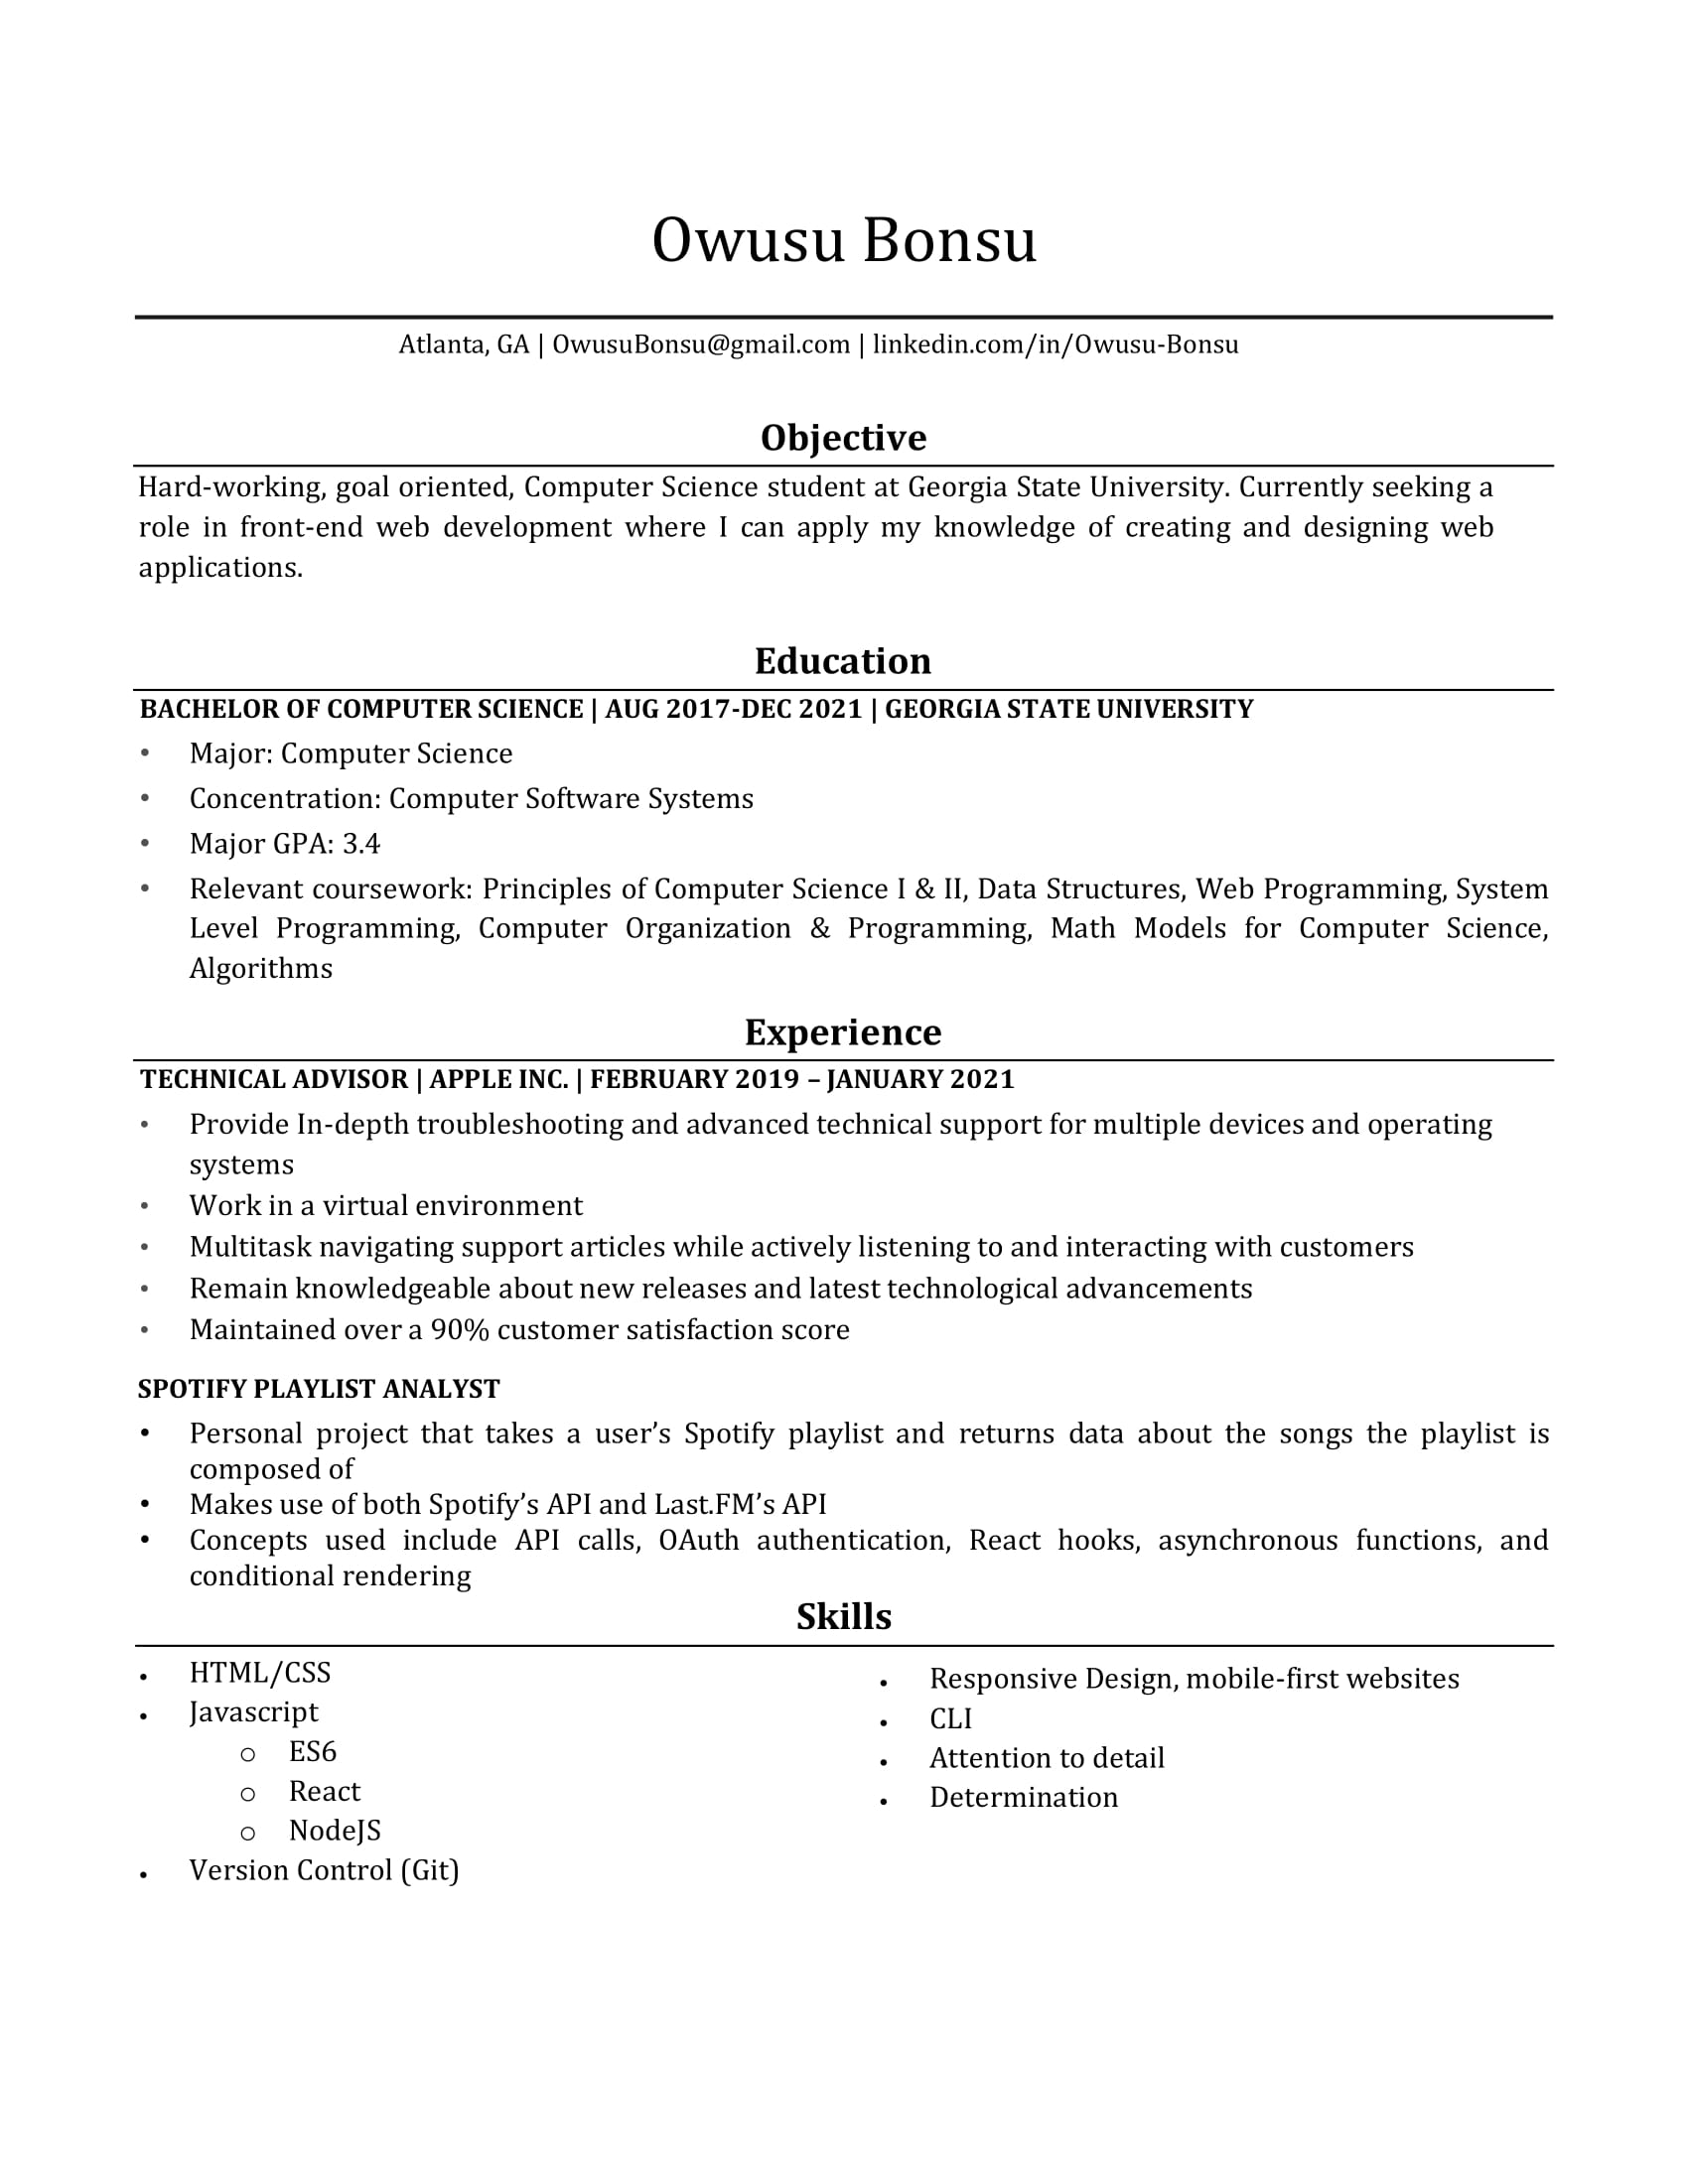 Owusu Bonsu
Atlanta, GA | OwusuBonsu@gmail.com | linkedin.com/in/Owusu-Bonsu
Objective
Hard-working, goal oriented, Computer Science student at Georgia State University. Currently seeking a
role in front-end web development where I can apply my knowledge of creating and designing web
applications.
Education
BACHELOR OF COMPUTER SCIENCE | AUG 2017-DEC 2021 | GEORGIA STATE UNIVERSITY
• Major: Computer Science
• Concentration: Computer Software Systems
• Major GPA: 3.4
• Relevant coursework: Principles of Computer Science I & II, Data Structures, Web Programming, System
Level Programming, Computer Organization & Programming, Math Models for Computer Science,
Algorithms
Experience
TECHNICAL ADVISOR | APPLE INC. | FEBRUARY 2019 – JANUARY 2021
• Provide In-depth troubleshooting and advanced technical support for multiple devices and operating
systems
• Work in a virtual environment
• Multitask navigating support articles while actively listening to and interacting with customers
• Remain knowledgeable about new releases and latest technological advancements
• Maintained over a 90% customer satisfaction score
SPOTIFY PLAYLIST ANALYST
• Personal project that takes a user’s Spotify playlist and returns data about the songs the playlist is
composed of
• Makes use of both Spotify’s API and Last.FM’s API
• Concepts used include API calls, OAuth authentication, React hooks, asynchronous functions, and
conditional rendering
Skills
• HTML/CSS
• Javascript
o ES6
o React
o NodeJS
• Version Control (Git)
• Responsive Design, mobile-first websites
• CLI
• Attention to detail
• Determination